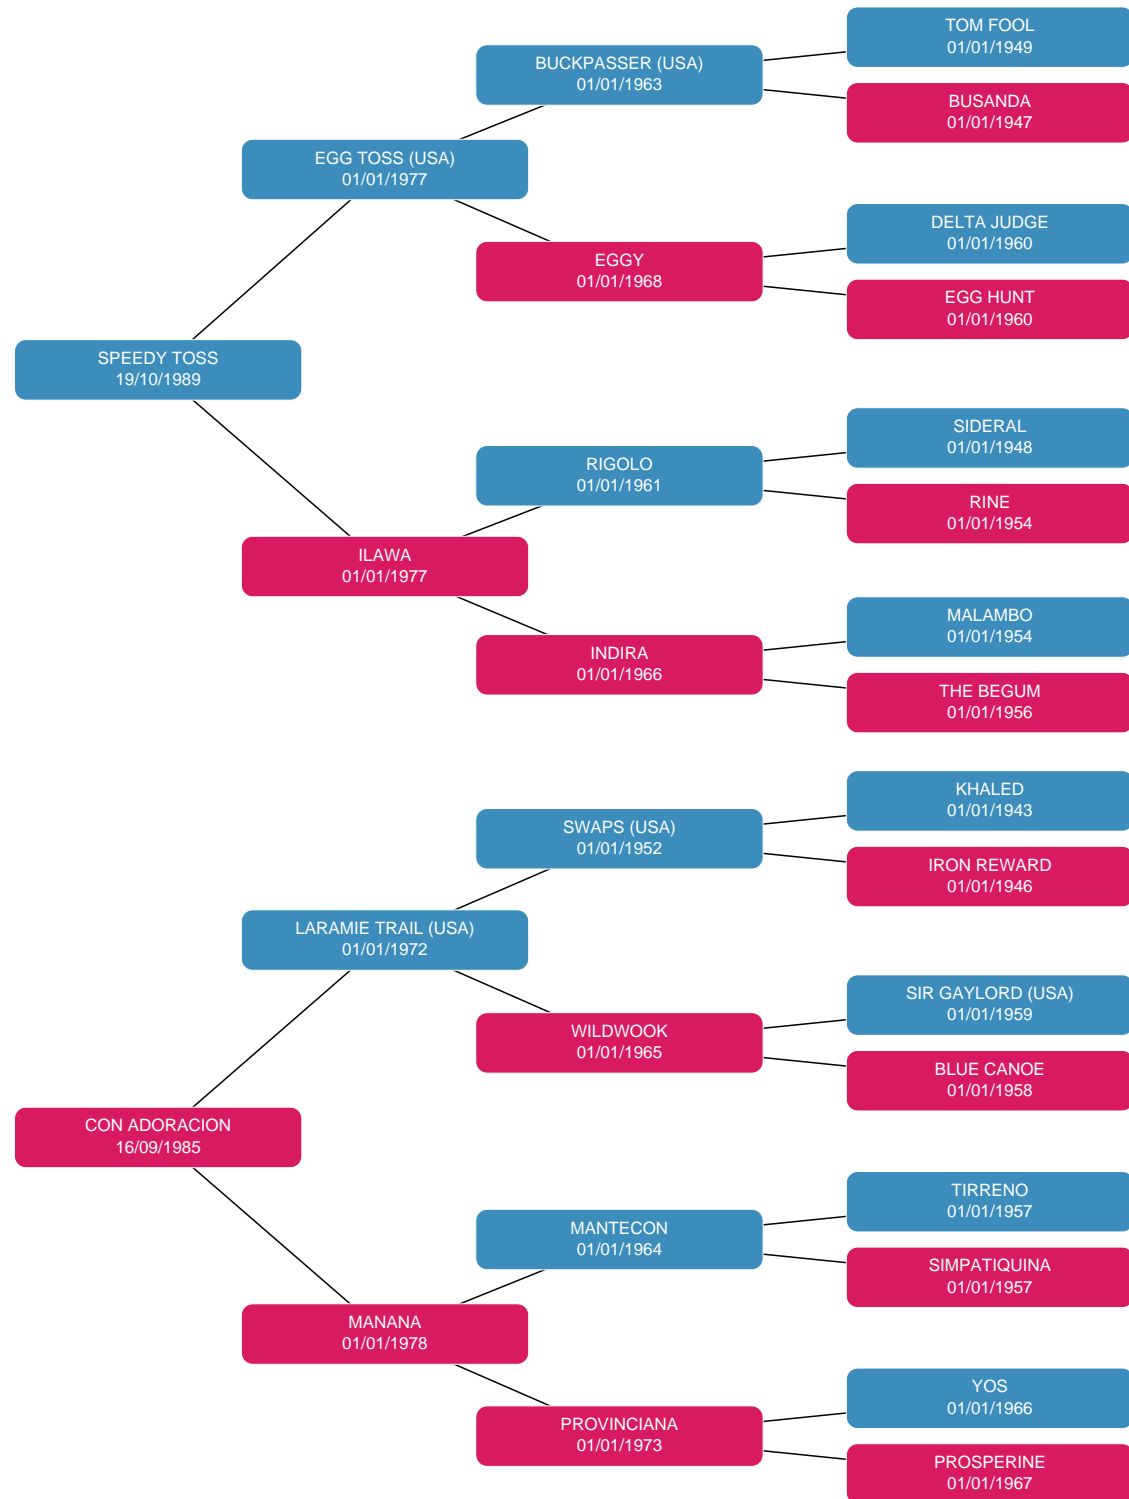 TOM FOOL
01/01/1949
BUCKPASSER (USA)
01/01/1963
BUSANDA
01/01/1947
EGG TOSS (USA)
01/01/1977
DELTA JUDGE
01/01/1960
EGGY
01/01/1968
EGG HUNT
01/01/1960
SPEEDY TOSS
19/10/1989
SIDERAL
01/01/1948
RIGOLO
01/01/1961
RINE
01/01/1954
ILAWA
01/01/1977
MALAMBO
01/01/1954
INDIRA
01/01/1966
THE BEGUM
01/01/1956
KHALED
01/01/1943
SWAPS (USA)
01/01/1952
IRON REWARD
01/01/1946
LARAMIE TRAIL (USA)
01/01/1972
SIR GAYLORD (USA)
01/01/1959
WILDWOOK
01/01/1965
BLUE CANOE
01/01/1958
CON ADORACION
16/09/1985
TIRRENO
01/01/1957
MANTECON
01/01/1964
SIMPATIQUINA
01/01/1957
MANANA
01/01/1978
YOS
01/01/1966
PROVINCIANA
01/01/1973
PROSPERINE
01/01/1967